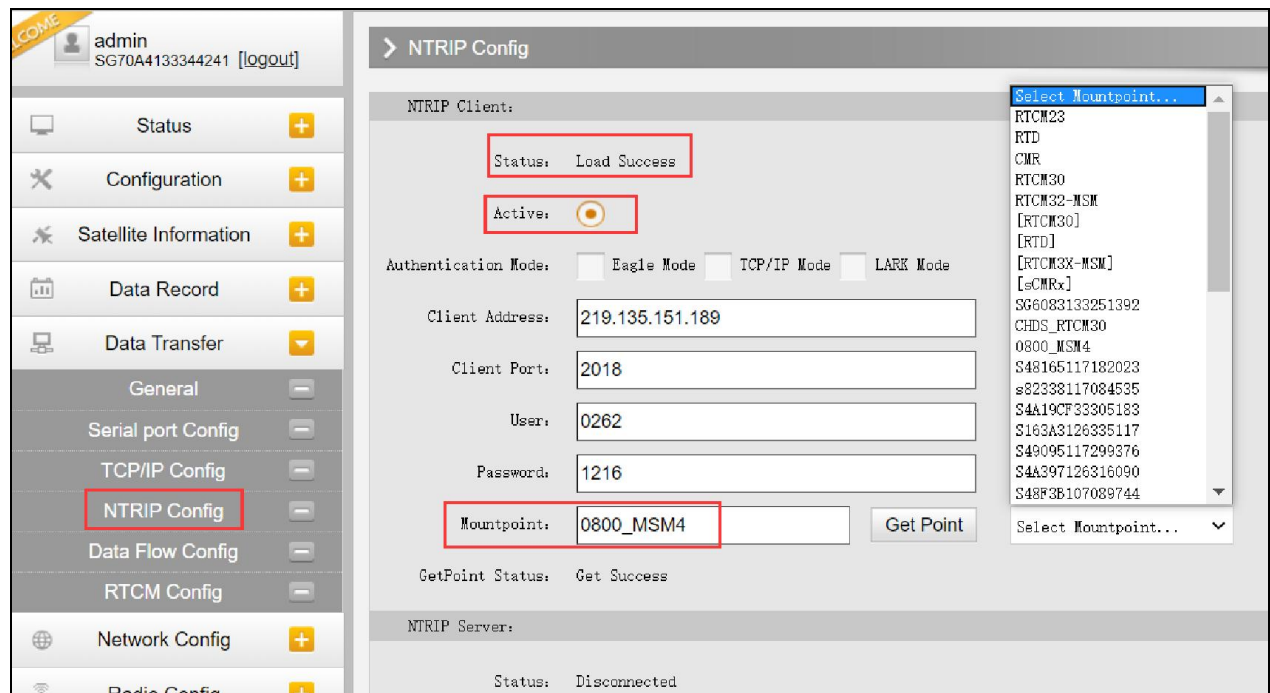 admin
SG70A4133344241 [logout]
Status
Configuration
Satellite Information
Data Record
Data Transfer
General
Serial port Config
TCP/IP Config
NTRIP Config
Data Flow Config
RTCM Config
Network Config
Radio Config
NTRIP Config
NTRIP Client:
Status: Load Success
Active:
Authentication Mode: Eagle Mode TCP/IP Mode LARK Mode
Client Address: 219.135.151.189
Client Port: 2018
User: 0262
Password: 1216
Mountpoint: 0800_MSM4 Get Point Select Mountpoint...
GetPoint Status: Get Success
NTRIP Server:
Status: Disconnected
Select Mountpoint...
RTCM23
RTD
CMR
RTCM30
RTCM32-MSM
[RTCM30]
[RTD]
[RTCM3X-MSM]
[sCMRx]
SG6083133251392
CHDS_RTCM30
0800_MSM4
S48165117182023
s82338117084535
S4A19CF33305183
S163A3126335117
S49095117299376
S4A397126316090
S48F3B107089744